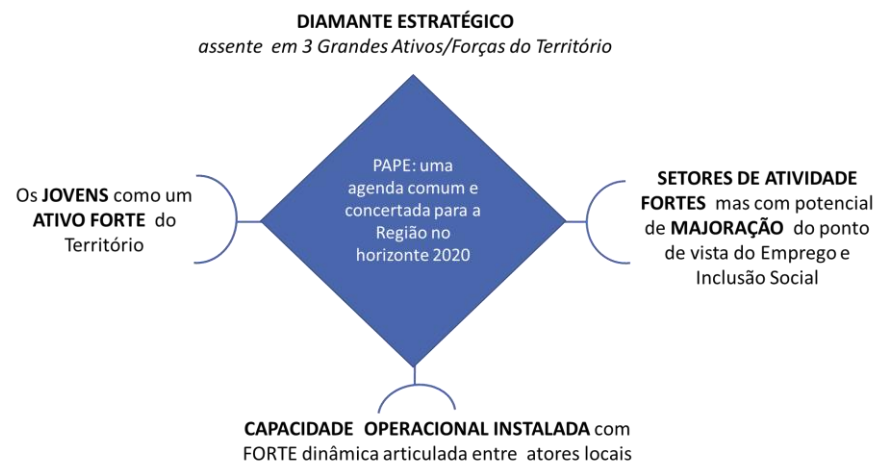 DIAMANTE ESTRATÉGICO
assente em 3 Grandes Ativos/Forças do Território
Os JOVENS como um
ATIVO FORTE do
Território
PAPE: uma
agenda comum e
concertada para a
Região no
horizonte 2020
SETORES DE ATIVIDADE
FORTES mas com potencial
de MAJORAÇÃO do ponto
de vista do Emprego e
Inclusão Social
CAPACIDADE OPERACIONAL INSTALADA com
FORTE dinâmica articulada entre atores locais